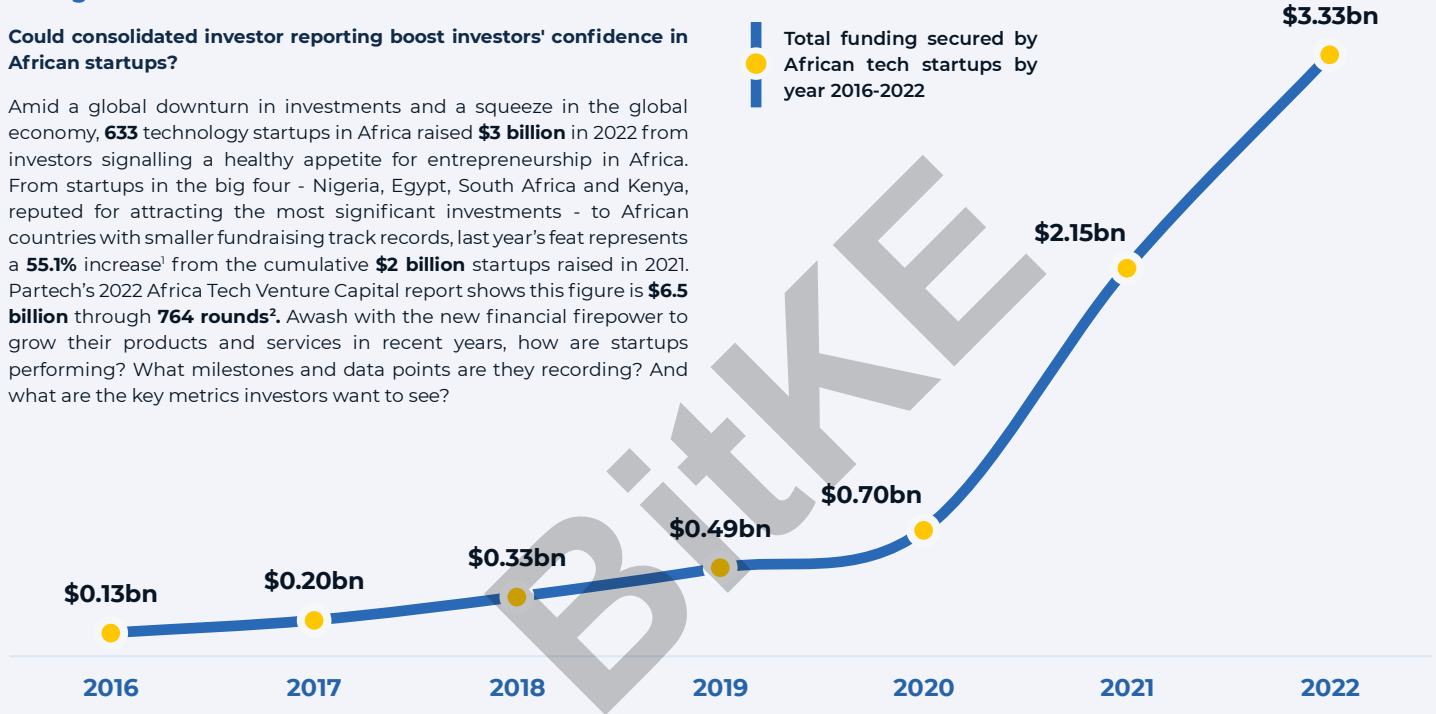 Could consolidated investor reporting boost investors' confidence in
African startups?
Amid a global downturn in investments and a squeeze in the global
economy, 633 technology startups in Africa raised $3 billion in 2022 from
investors signalling a healthy appetite for entrepreneurship in Africa.
From startups in the big four - Nigeria, Egypt, South Africa and Kenya,
reputed for attracting the most significant investments - to African
countries with smaller fundraising track records, last year’s feat represents
a 55.1% increase¹ from the cumulative $2 billion startups raised in 2021.
Partech’s 2022 Africa Tech Venture Capital report shows this figure is $6.5
billion through 764 rounds². Awash with the new financial firepower to
grow their products and services in recent years, how are startups
performing? What milestones and data points are they recording? And
what are the key metrics investors want to see?
Total funding secured by
African tech startups by
year 2016-2022
$3.33bn
$2.15bn
$0.70bn
$0.49bn
$0.33bn
$0.20bn
$0.13bn
BitKE
2016 2017 2018 2019 2020 2021 2022